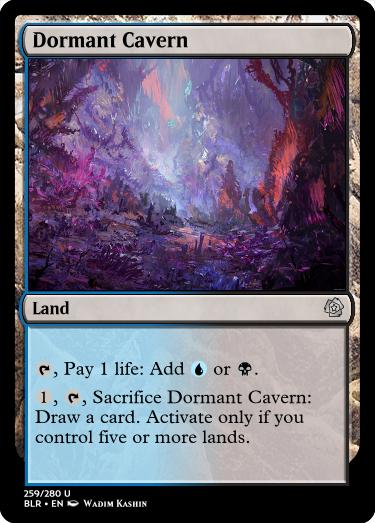 Dormant Cavern
Land
, Pay 1 life: Add or .
1, , Sacrifice Dormant Cavern:
Draw a card. Activate only if you
control five or more lands.
259/280 U
BLR • EN Wadim Kashin